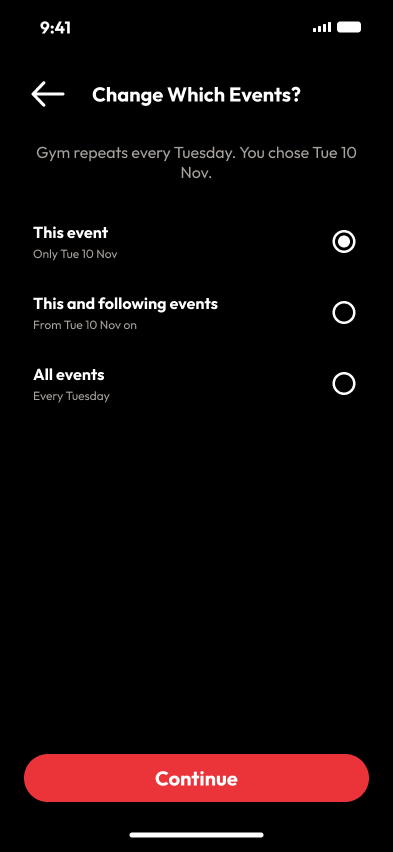 9:41
Change Which Events?
Gym repeats every Tuesday. You chose Tue 10
Nov.
This event
Only Tue 10 Nov
This and following events
From Tue 10 Nov on
All events
Every Tuesday
Continue